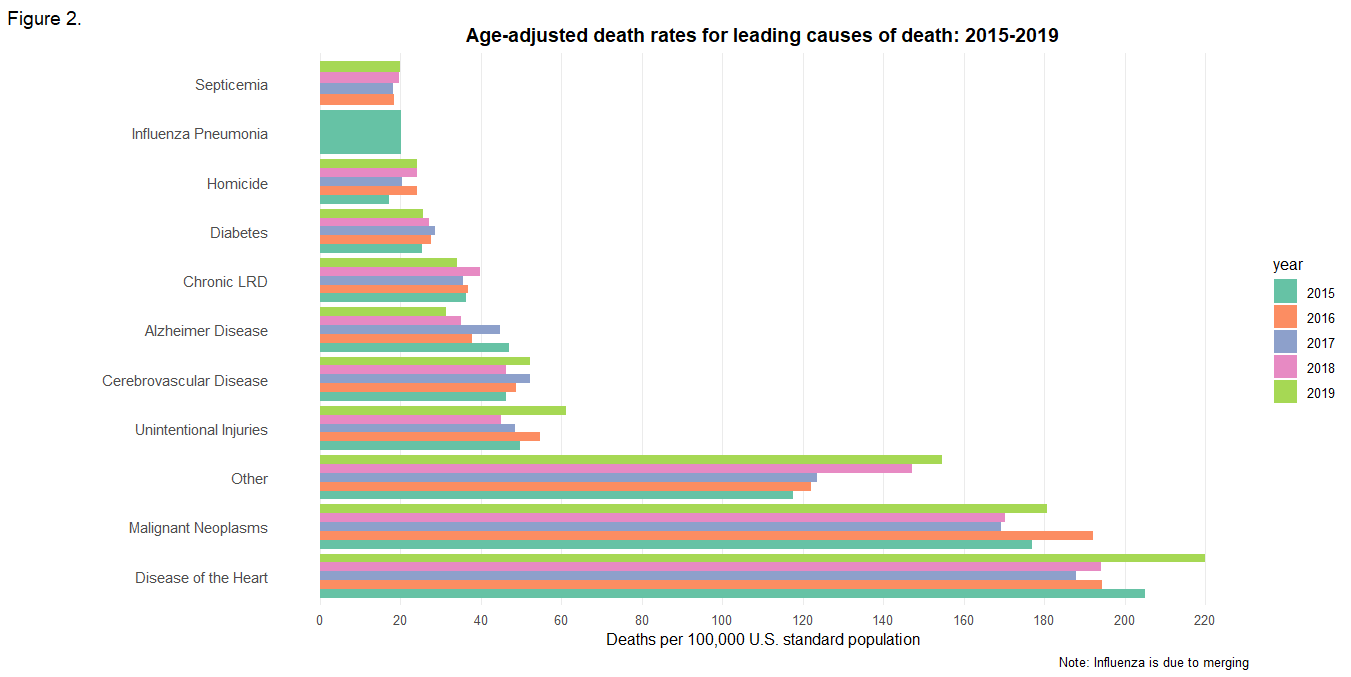 Figure 2.
Age-adjusted death rates for leading causes of death: 2015-2019
Septicemia
Influenza Pneumonia
Homicide
Diabetes
Chronic LRD
Alzheimer Disease
Cerebrovascular Disease
Unintentional Injuries
Other
Malignant Neoplasms
Disease of the Heart
0 20 40 60 80 100 120 140 160 180 200 220
Deaths per 100,000 U.S. standard population
year
2015
2016
2017
2018
2019
Note: Influenza is due to merging